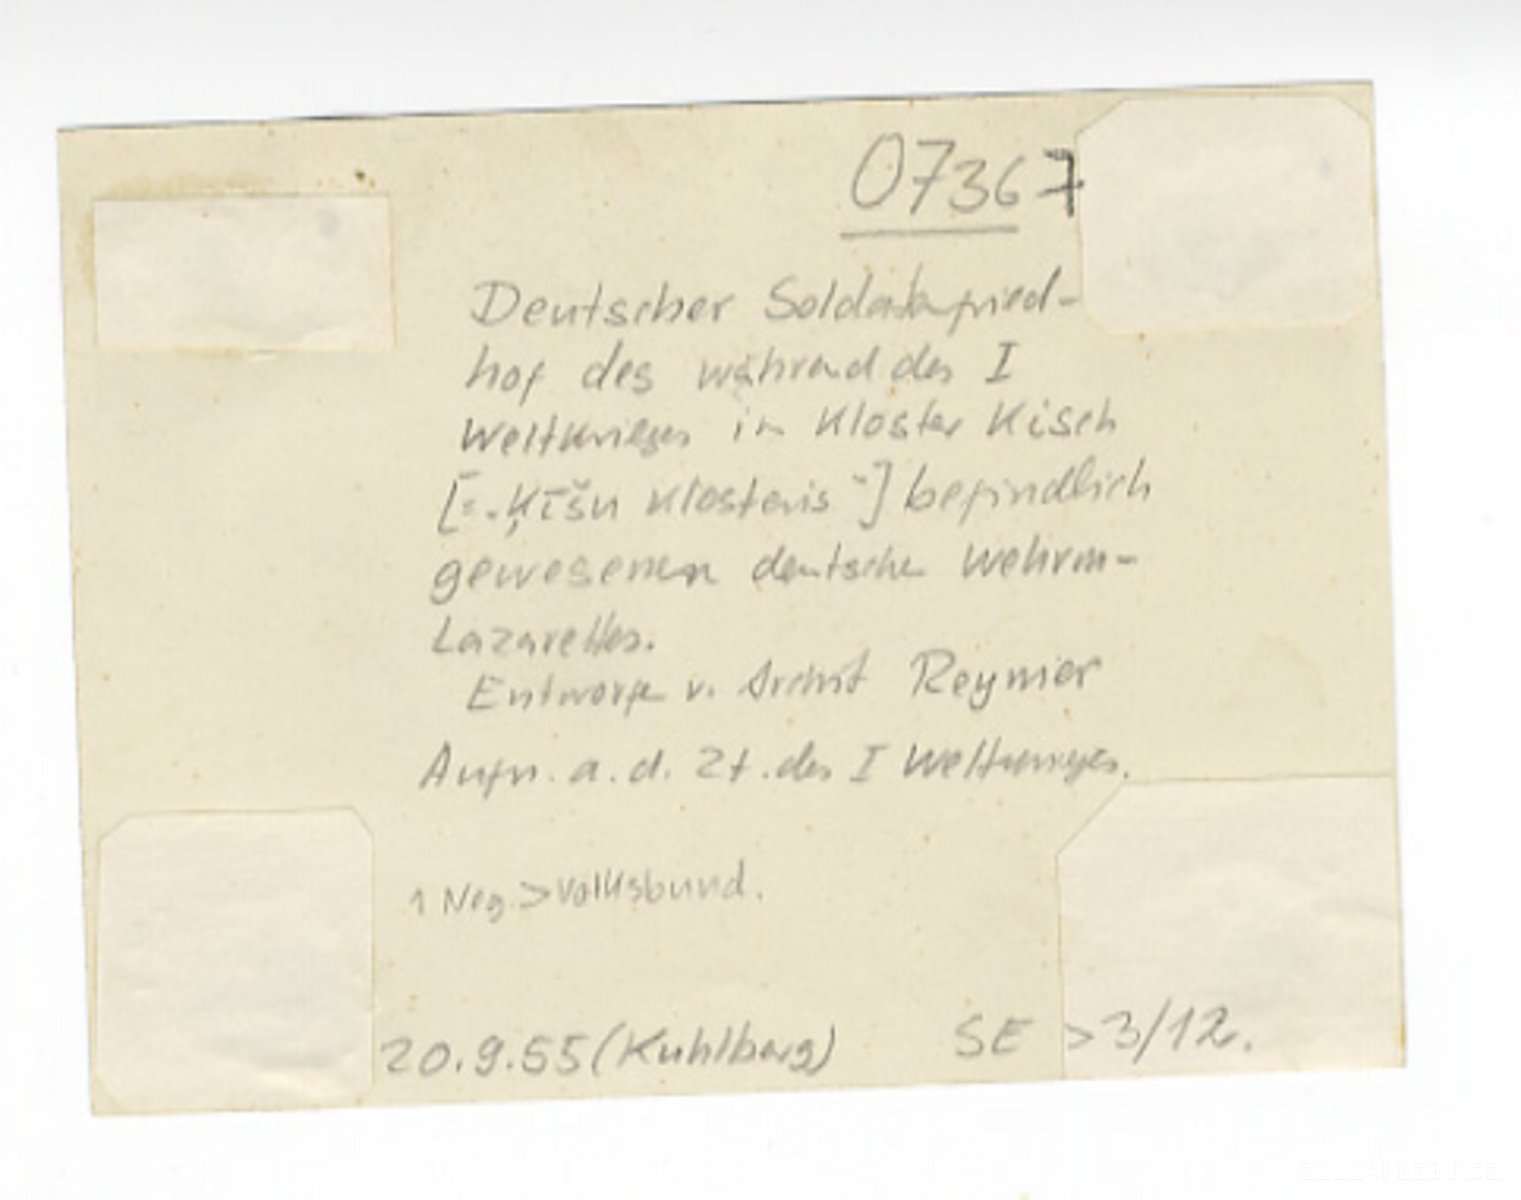 07367
Deutscher Soldatenfried-
hof des während des I
Weltkrieges in Kloster Kisch
[=„Ķīšu Klosteris"] befindlich
gewesenen deutschen Wehrm-
Lazarettes.
Entworfen v. Archit Reymer
Aufn. a. d. Zt. des I Weltkrieges.
1 Neg. > Volksbund.
20.9.55 (Kuhlberg) SE > 3/12.